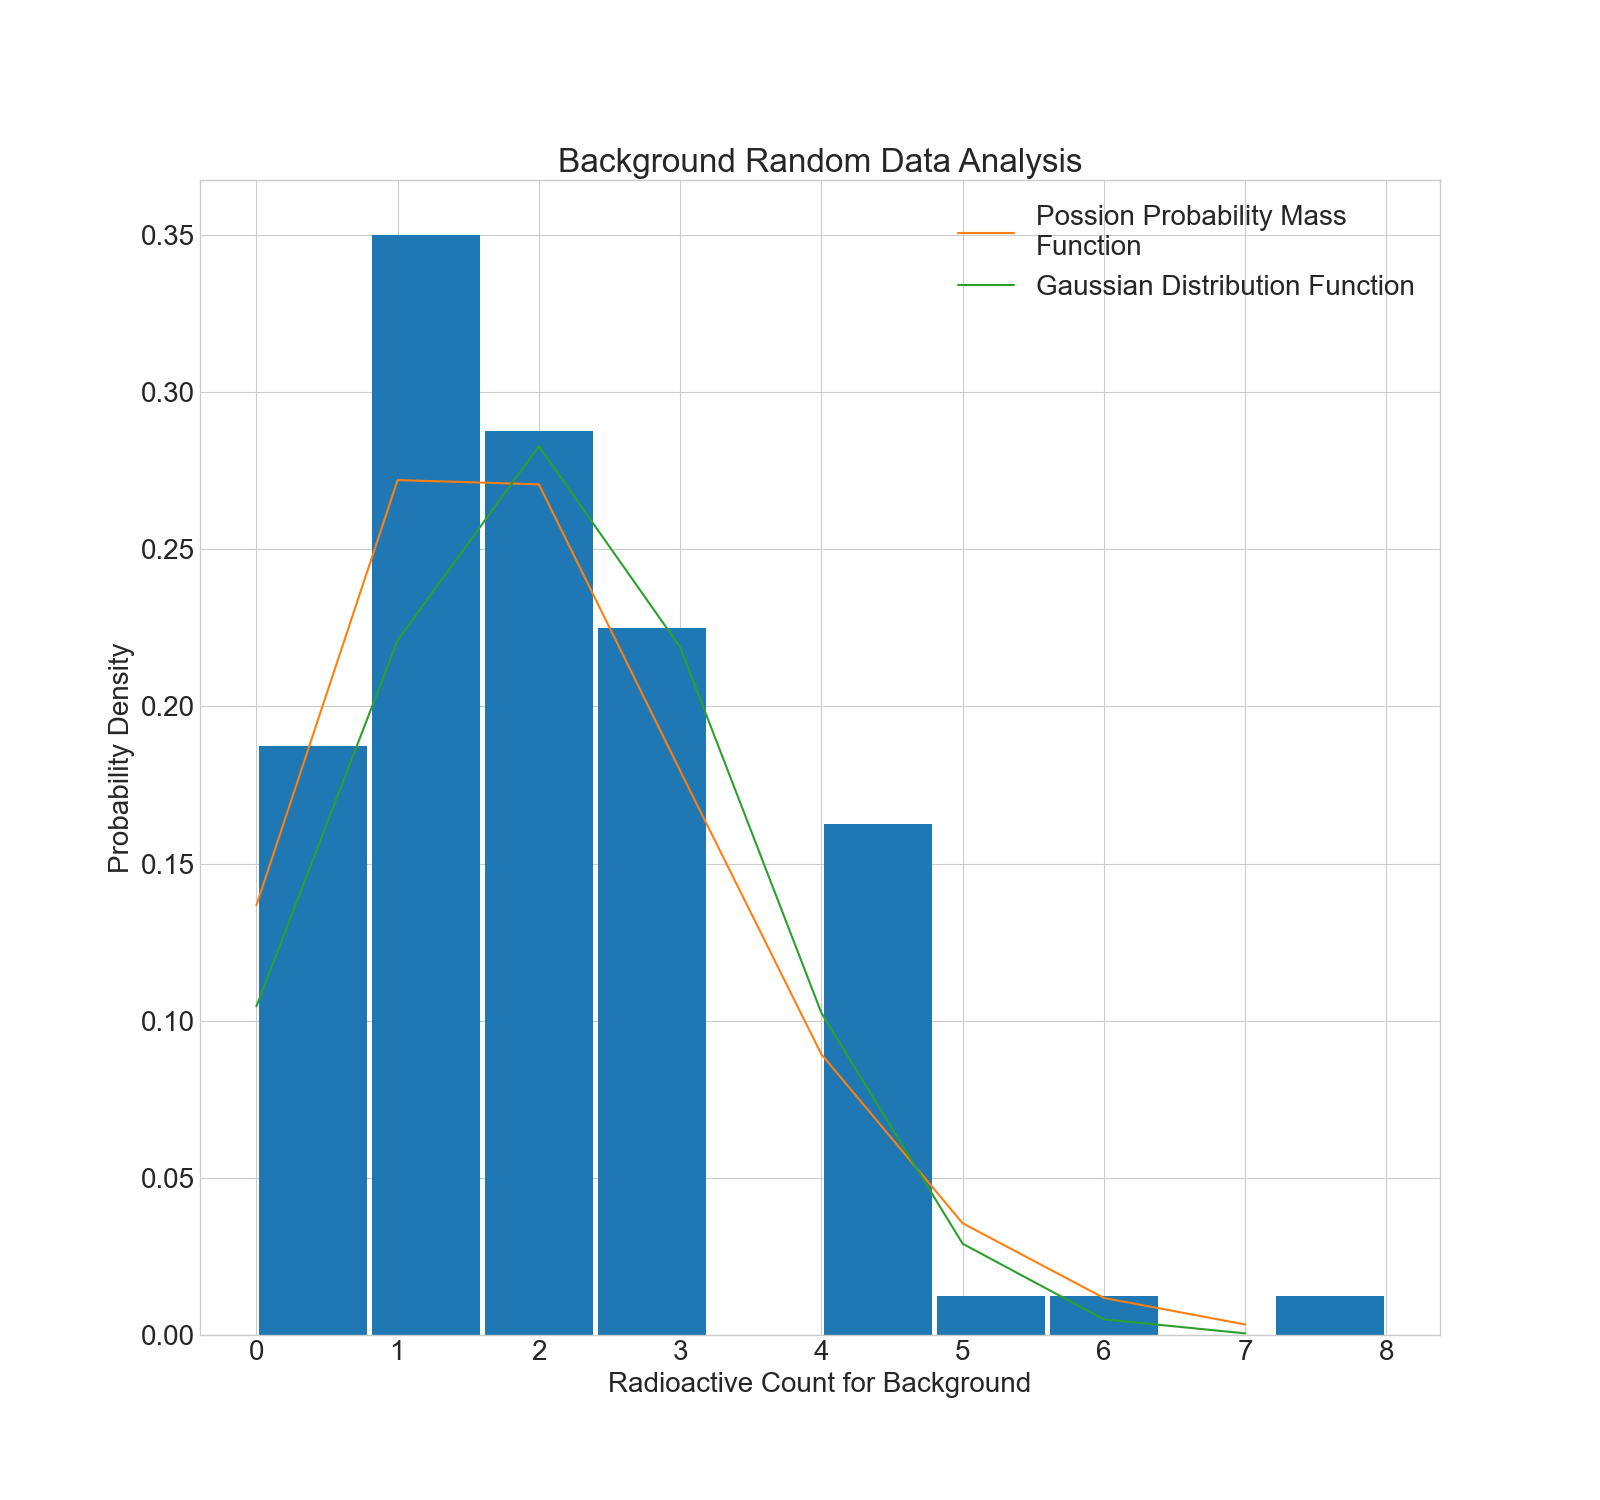 Background Random Data Analysis
Possion Probability Mass
Function
Gaussian Distribution Function
0.35
0.30
0.25
0.20
0.15
0.10
0.05
0.00
Probability Density
0 1 2 3 4 5 6 7 8
Radioactive Count for Background